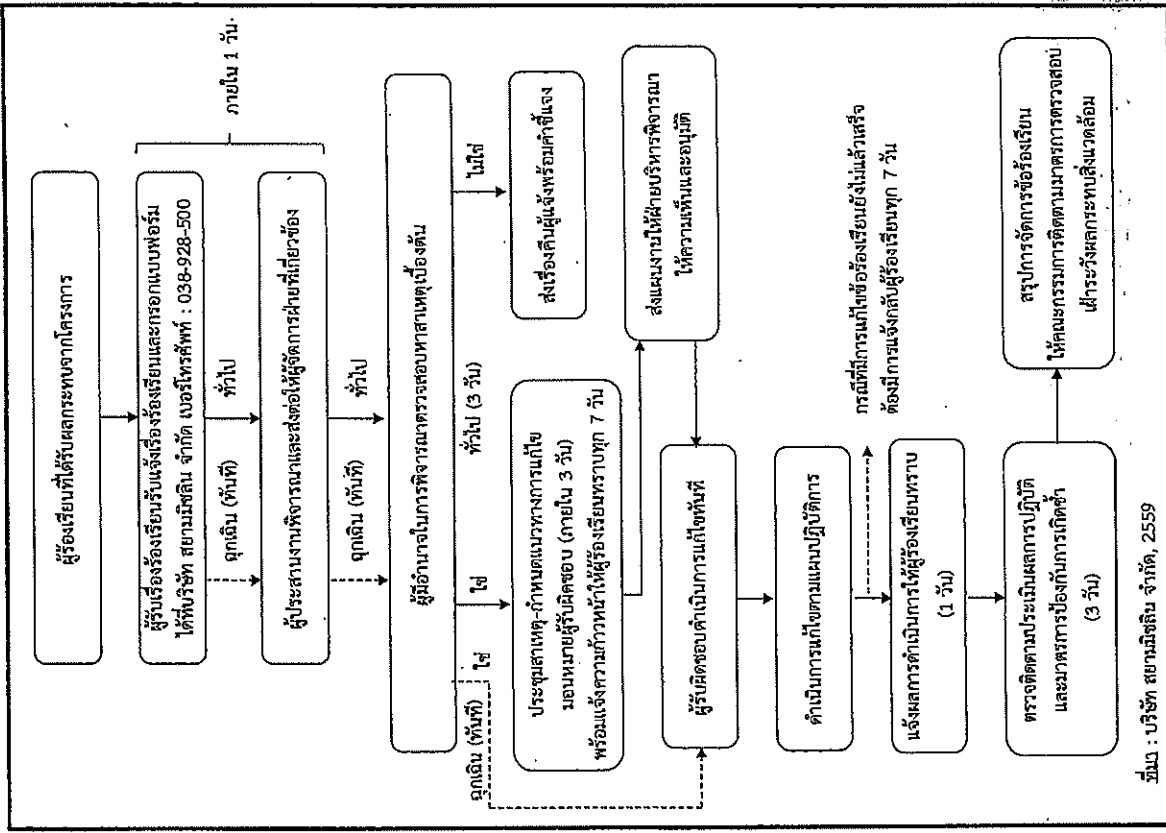 ผู้ร้องเรียนที่ได้รับผลกระทบจากโครงการ
ผู้รับเรื่องร้องเรียนรับแจ้งเรื่องร้องเรียนและกรอกแบบฟอร์ม
ได้ที่บริษัท สยามมิชลิน จำกัด เบอร์โทรศัพท์ : 038-928-500
ภายใน 1 วัน
ฉุกเฉิน (ทันที)
ทั่วไป
ผู้ประสานงานพิจารณาและส่งต่อให้ผู้จัดการฝ่ายที่เกี่ยวข้อง
ฉุกเฉิน (ทันที)
ทั่วไป
ผู้มีอำนาจในการพิจารณาตรวจสอบหาสาเหตุเบื้องต้น
ฉุกเฉิน (ทันที)
ใช่
ใช่
ทั่วไป (3 วัน)
ไม่ใช่
ส่งเรื่องคืนผู้แจ้งพร้อมคำชี้แจง
ประชุมสาเหตุ-กำหนดแนวทางการแก้ไข
มอบหมายผู้รับผิดชอบ (ภายใน 3 วัน)
พร้อมแจ้งความก้าวหน้าให้ผู้ร้องเรียนทราบทุก 7 วัน
ส่งแผนงานให้ฝ่ายบริหารพิจารณา
ให้ความเห็นและอนุมัติ
ผู้รับผิดชอบดำเนินการแก้ไขทันที
ดำเนินการแก้ไขตามแผนปฏิบัติการ
กรณีที่มีการแก้ไขข้อร้องเรียนยังไม่แล้วเสร็จ
ต้องมีการแจ้งกลับผู้ร้องเรียนทุก 7 วัน
แจ้งผลการดำเนินการให้ผู้ร้องเรียนทราบ
(1 วัน)
ตรวจติดตามประเมินผลการปฏิบัติ
และมาตรการป้องกันการเกิดซ้ำ
(3 วัน)
สรุปการจัดการข้อร้องเรียน
ให้คณะกรรมการติดตามมาตรการตรวจสอบ
เฝ้าระวังผลกระทบสิ่งแวดล้อม
ที่มา : บริษัท สยามมิชลิน จำกัด, 2559